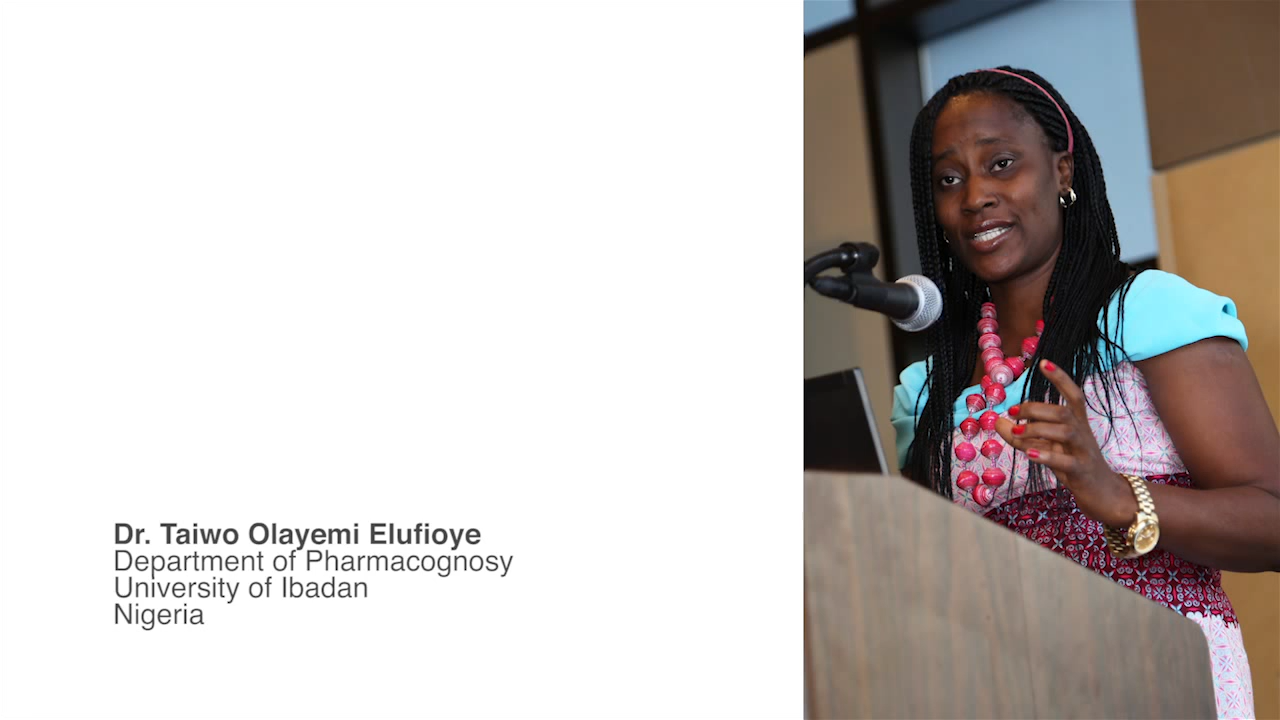 Dr. Taiwo Olayemi Elufioye
Department of Pharmacognosy
University of Ibadan
Nigeria